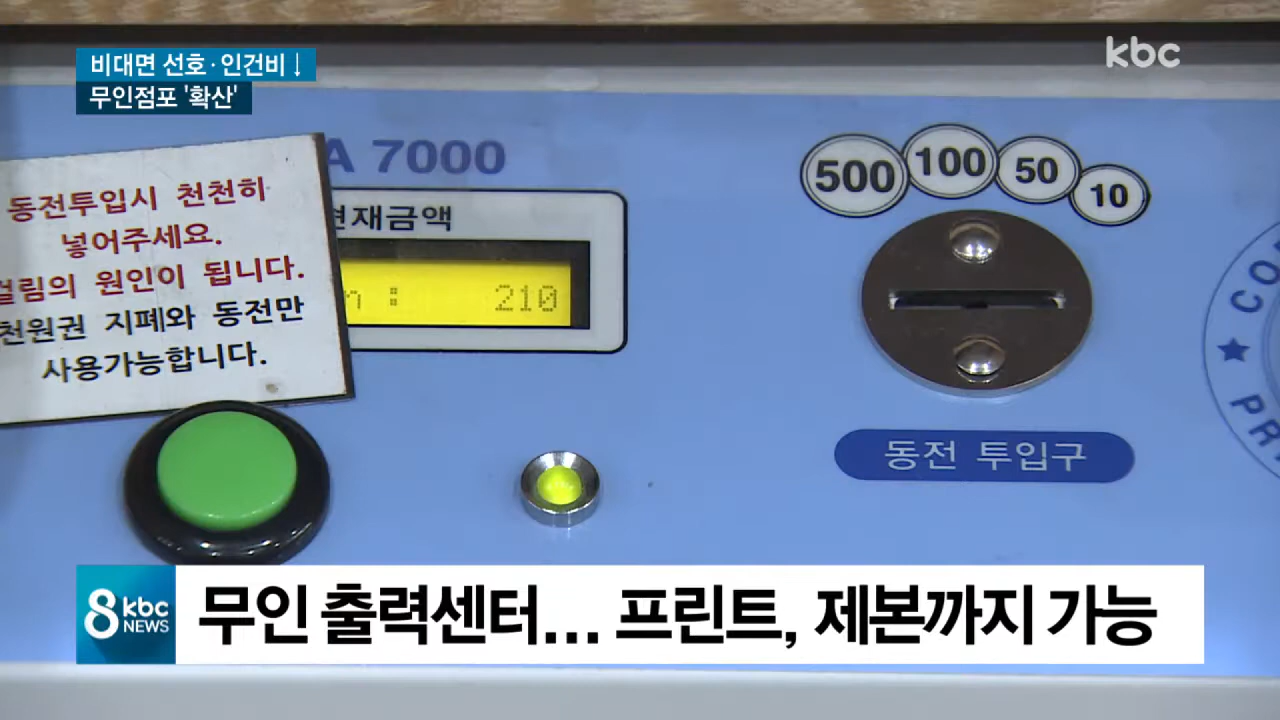 비대면 선호·인건비↓
무인점포 '확산'
kbc
A 7000
500 100 50 10
동전투입시 천천히
넣어주세요.
걸림의 원인이 됩니다.
천원권 지폐와 동전만
사용가능합니다.
현재금액
: 210
동전 투입구
8 kbc NEWS
무인 출력센터... 프린트, 제본까지 가능